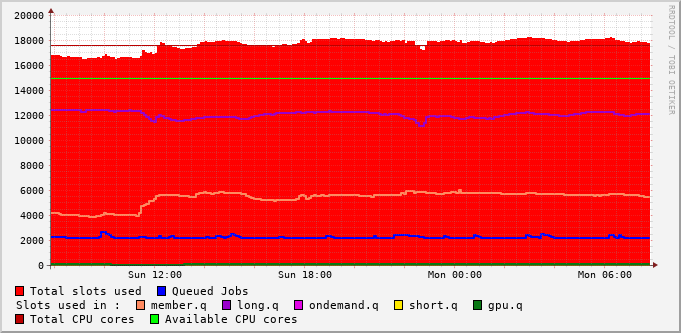 RRDTOOL / TOBI OETIKER
20000
18000
16000
14000
12000
10000
8000
6000
4000
2000
0
Sun 12:00 Sun 18:00 Mon 00:00 Mon 06:00
Total slots used Queued Jobs
Slots used in : member.q long.q ondemand.q short.q gpu.q
Total CPU cores Available CPU cores